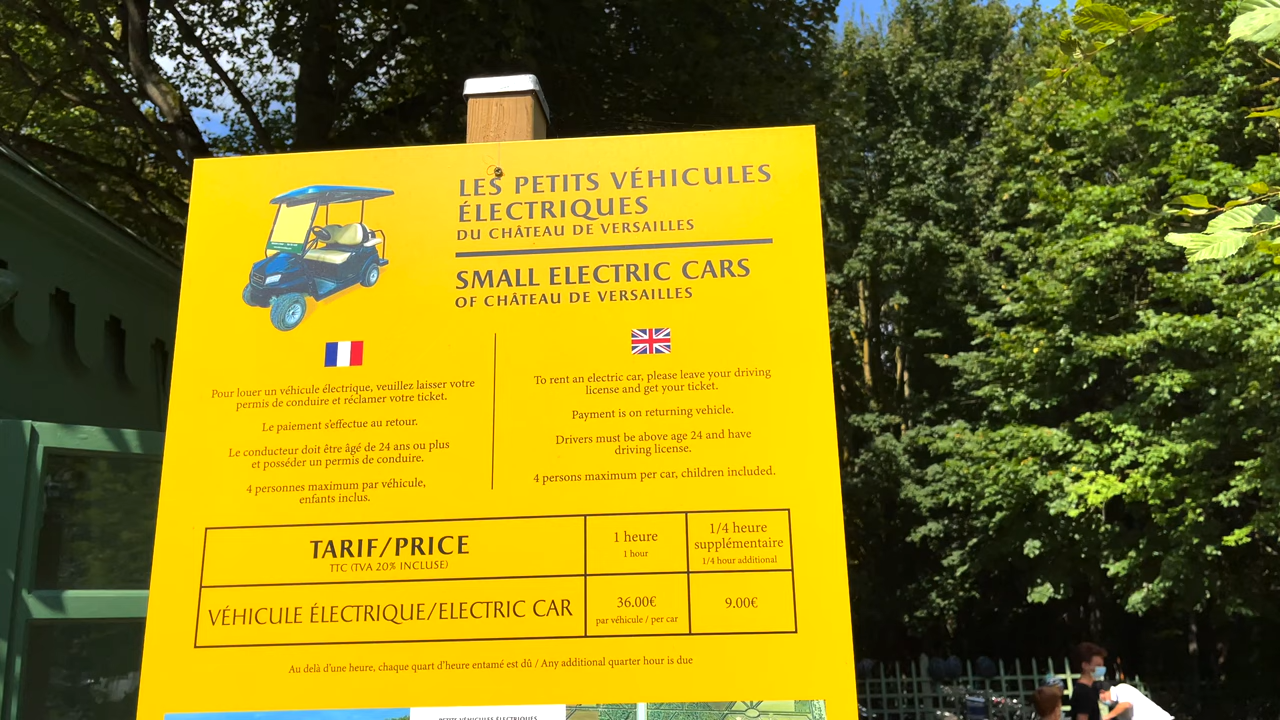 LES PETITS VÉHICULES
ÉLECTRIQUES
DU CHÂTEAU DE VERSAILLES
SMALL ELECTRIC CARS
OF CHÂTEAU DE VERSAILLES
Pour louer un véhicule électrique, veuillez laisser votre
permis de conduire et réclamer votre ticket.
Le paiement s'effectue au retour.
Le conducteur doit être âgé de 24 ans ou plus
et posséder un permis de conduire.
4 personnes maximum par véhicule,
enfants inclus.
To rent an electric car, please leave your driving
license and get your ticket.
Payment is on returning vehicle.
Drivers must be above age 24 and have
driving license.
4 persons maximum per car, children included.
TARIF/PRICE
TTC (TVA 20% INCLUSE)
1 heure
1 hour
1/4 heure
supplémentaire
1/4 hour additional
VÉHICULE ÉLECTRIQUE/ELECTRIC CAR
36.00€
par véhicule / per car
9.00€
Au delà d'une heure, chaque quart d'heure entamé est dû / Any additional quarter hour is due
PETITS VÉHICULES ÉLECTRIQUES